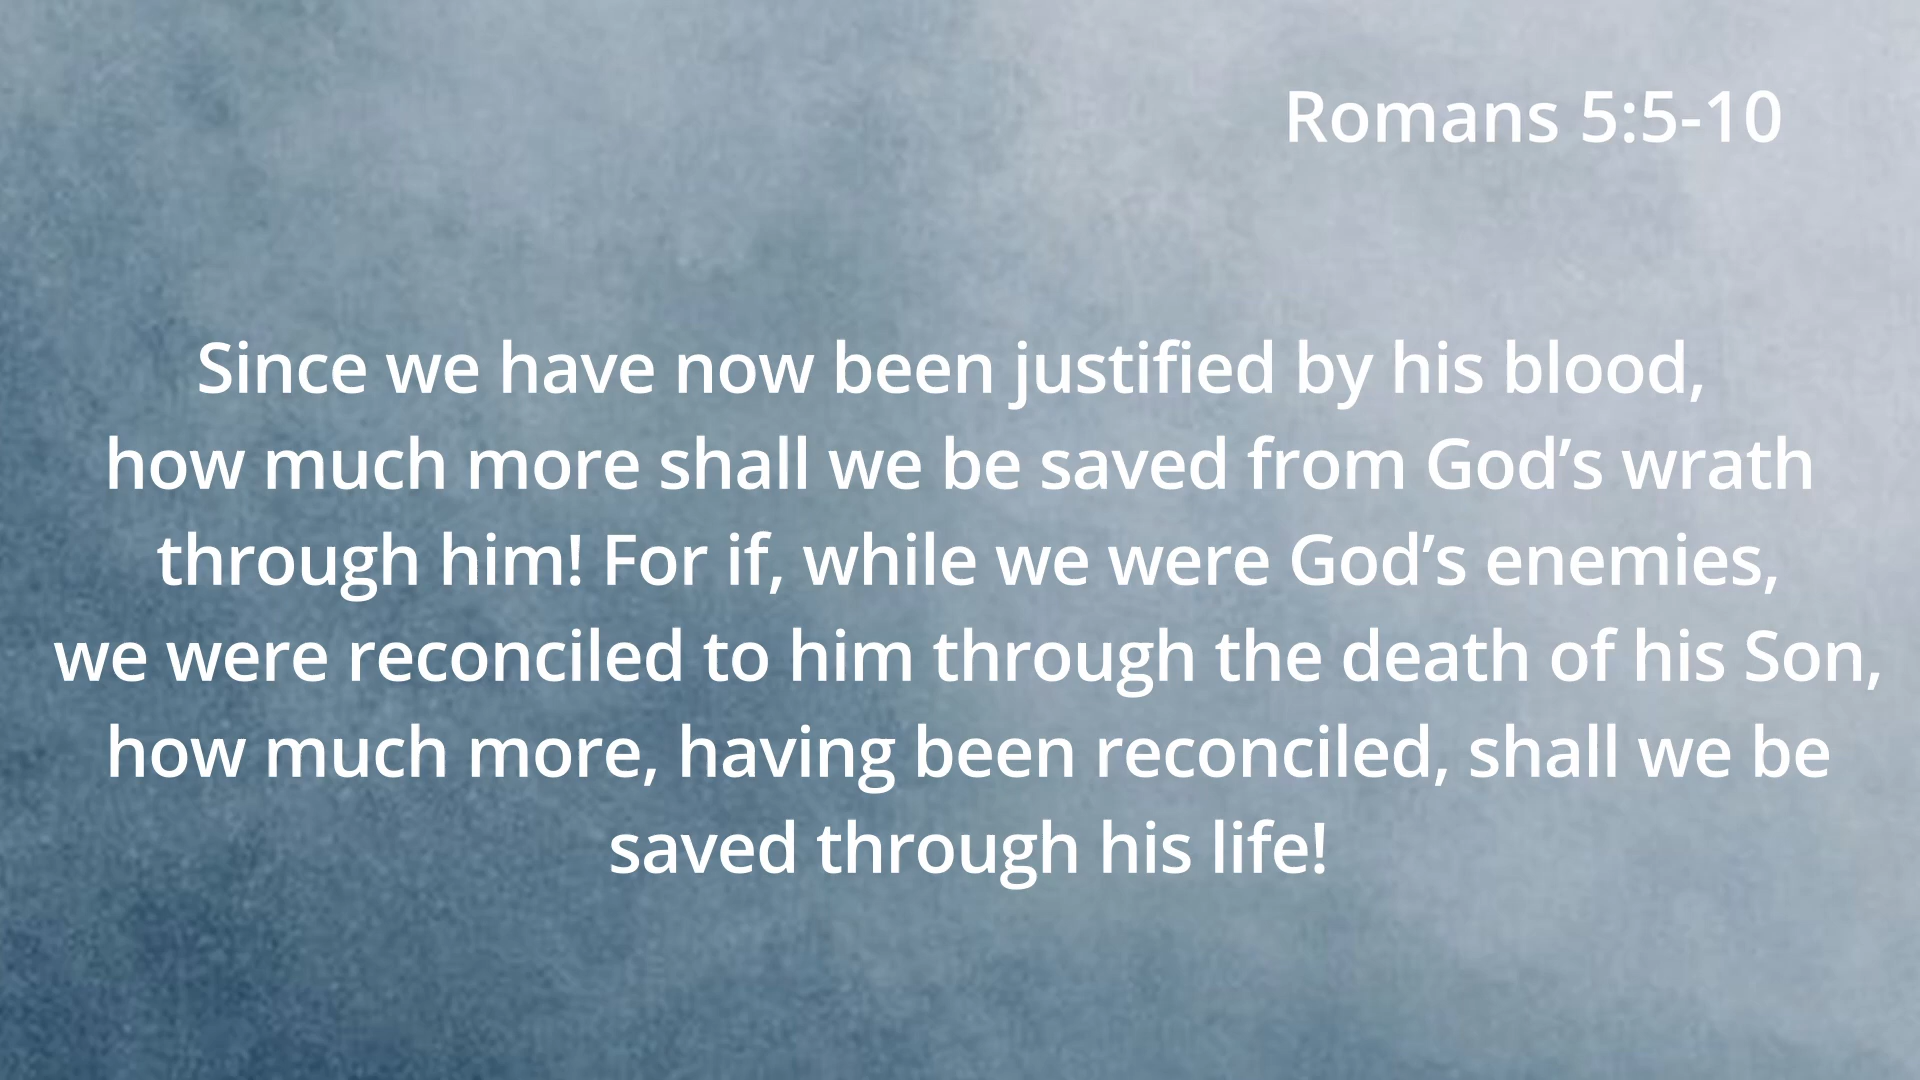 Romans 5:5-10
Since we have now been justified by his blood,
how much more shall we be saved from God’s wrath
through him! For if, while we were God’s enemies,
we were reconciled to him through the death of his Son,
how much more, having been reconciled, shall we be
saved through his life!